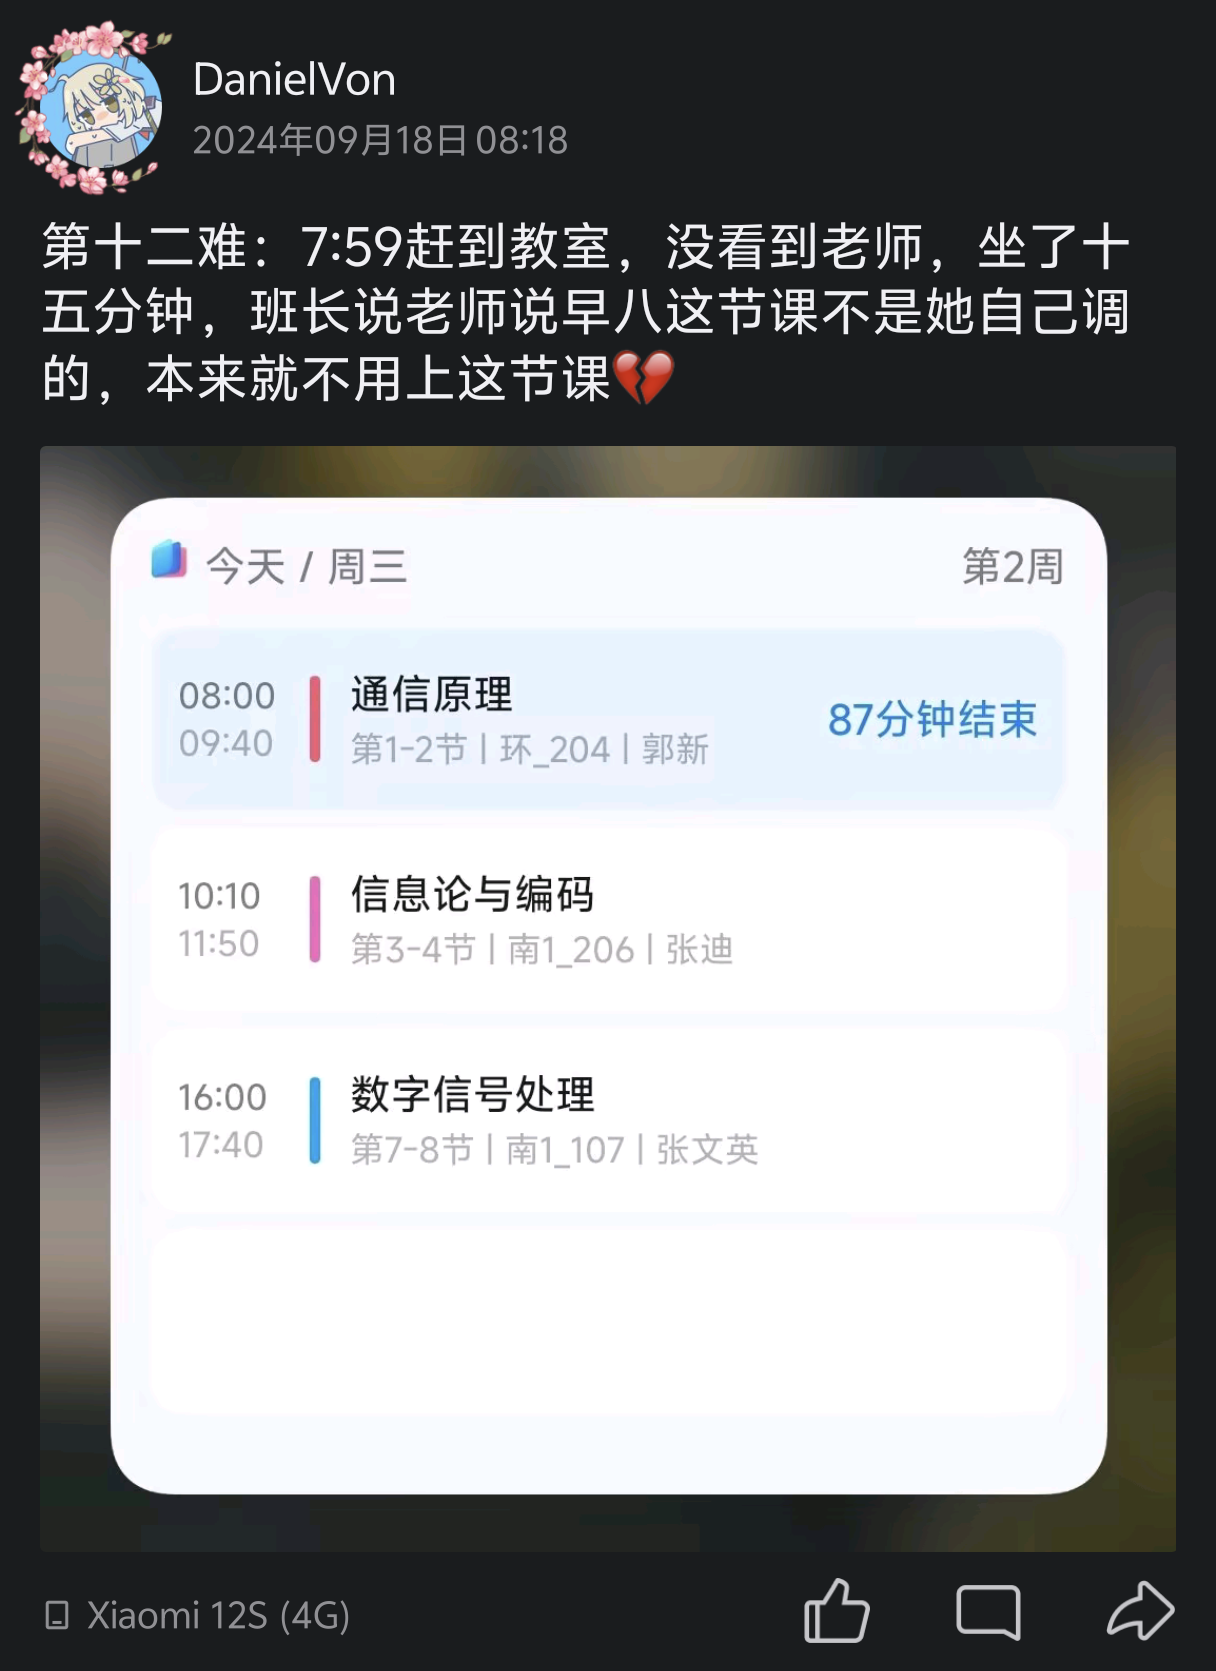 DanielVon
2024年09月18日 08:18
第十二难：7:59赶到教室，没看到老师，坐了十
五分钟，班长说老师说早八这节课不是她自己调
的，本来就不用上这节课💔
今天 / 周三
第2周
08:00
09:40
通信原理
第1-2节 | 环_204 | 郭新
87分钟结束
10:10
11:50
信息论与编码
第3-4节 | 南1_206 | 张迪
16:00
17:40
数字信号处理
第7-8节 | 南1_107 | 张文英
Xiaomi 12S (4G)